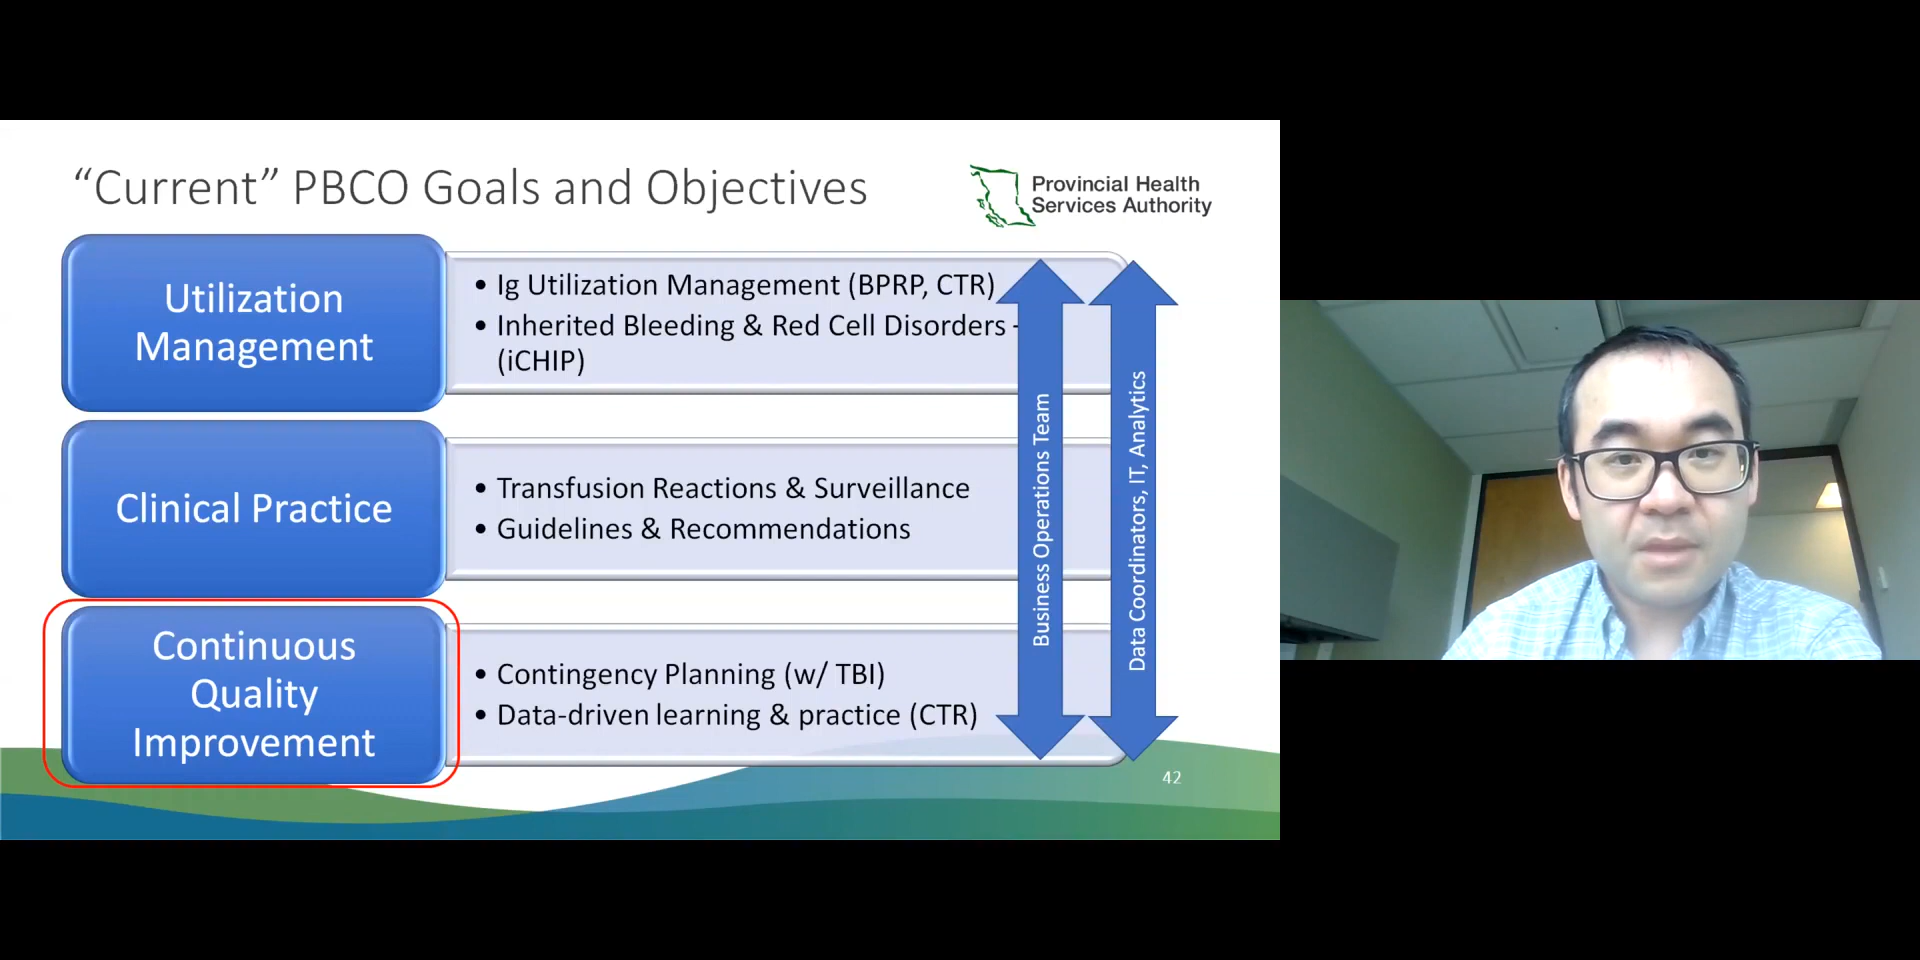 “Current” PBCO Goals and Objectives
Provincial Health
Services Authority
Utilization
Management
• Ig Utilization Management (BPRP, CTR)
• Inherited Bleeding & Red Cell Disorders -
(iCHIP)
Clinical Practice
• Transfusion Reactions & Surveillance
• Guidelines & Recommendations
Continuous
Quality
Improvement
• Contingency Planning (w/ TBI)
• Data-driven learning & practice (CTR)
Business Operations Team
Data Coordinators, IT, Analytics
42